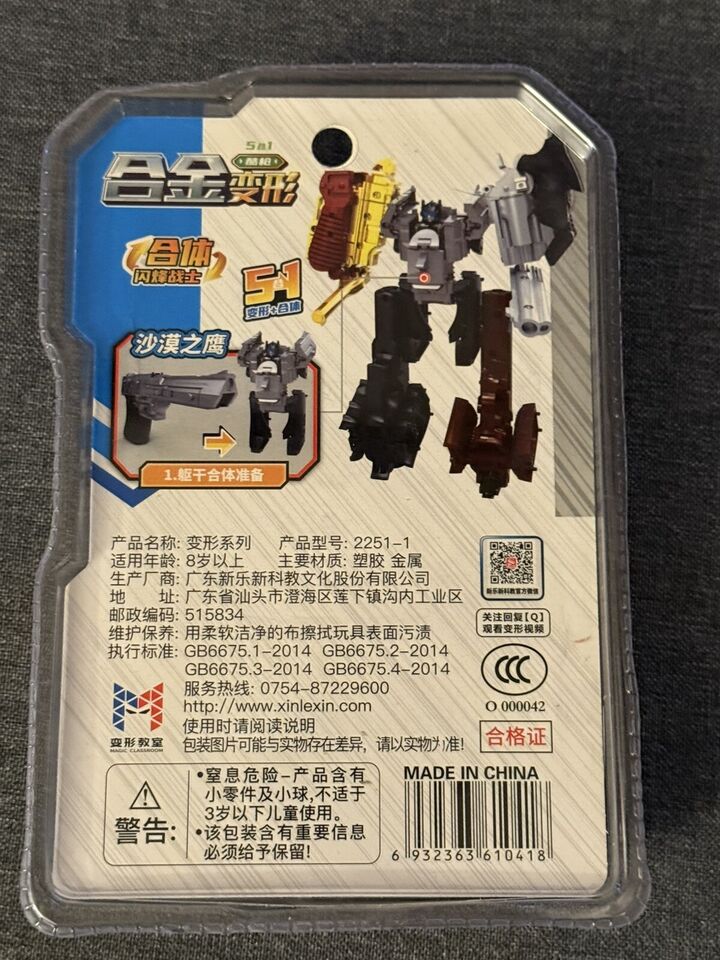 5合1
酷枪
合金变形
合体
闪烽战士
5合1
变形+合体
沙漠之鹰
1.躯干合体准备
产品名称: 变形系列 产品型号: 2251-1
适用年龄: 8岁以上 主要材质: 塑胶 金属
生产厂商: 广东新乐新科教文化股份有限公司
地 址: 广东省汕头市澄海区莲下镇沟内工业区
邮政编码: 515834
维护保养: 用柔软洁净的布擦拭玩具表面污渍
执行标准: GB6675.1-2014 GB6675.2-2014
GB6675.3-2014 GB6675.4-2014
服务热线: 0754-87229600
http://www.xinlexin.com
使用时请阅读说明
包装图片可能与实物存在差异, 请以实物为准!
新乐新科教官方微信
关注回复【Q】
观看变形视频
CCC
O 000042
合格证
变形教室
MAGIC CLASSROOM
警告:
•窒息危险-产品含有
小零件及小球,不适于
3岁以下儿童使用。
•该包装含有重要信息
必须给予保留!
MADE IN CHINA
6 932363 610418